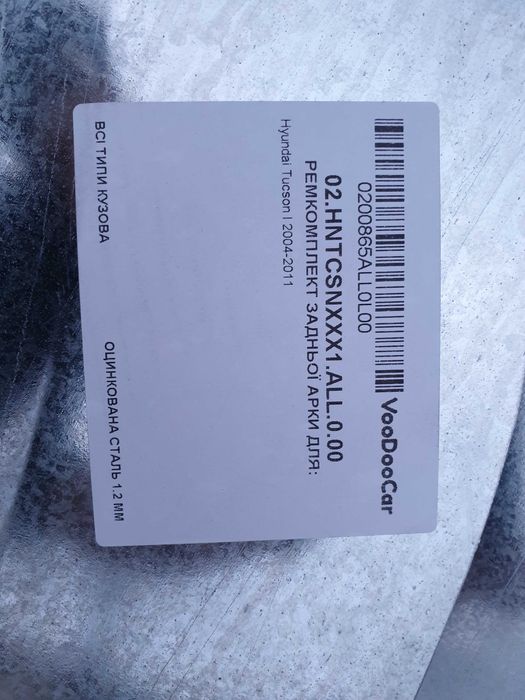 VooDooCar
0200865ALL0L00
02.HNTCSNXXX1.ALL.0.00
РЕМКОМПЛЕКТ ЗАДНЬОЇ АРКИ ДЛЯ:
Hyundai Tucson I 2004-2011
ВСІ ТИПИ КУЗОВА
ОЦИНКОВАНА СТАЛЬ 1.2 ММ